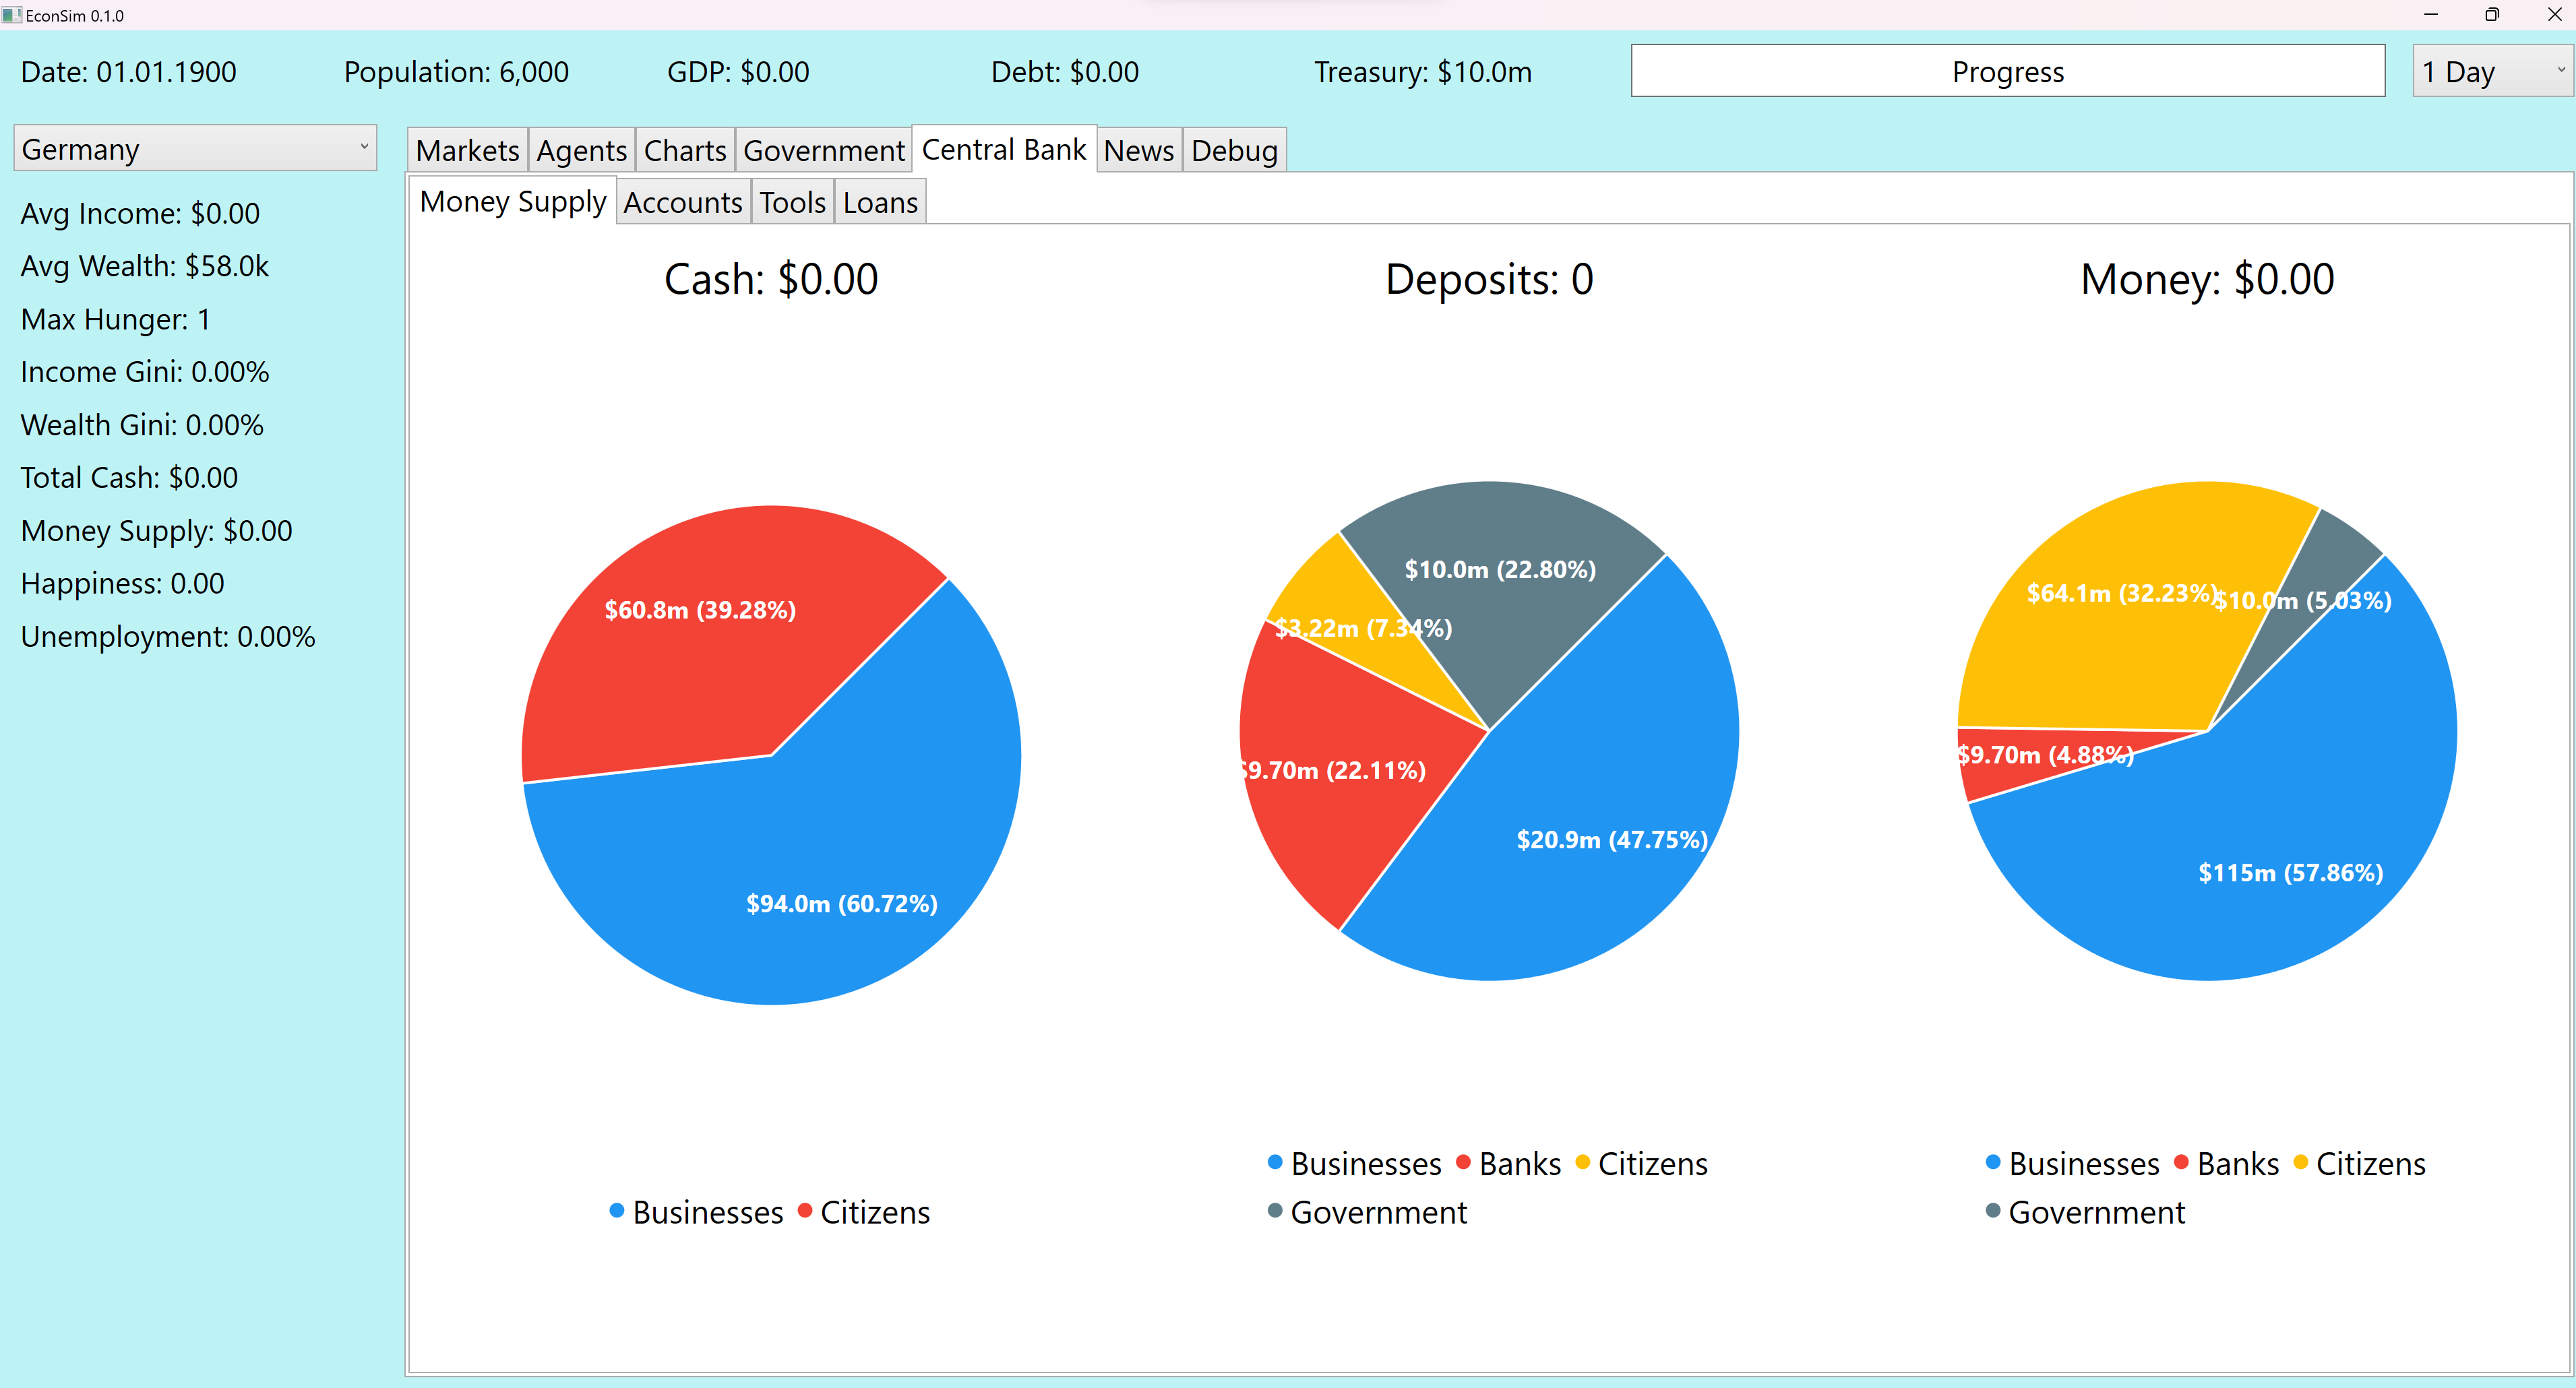 EconSim 0.1.0
Date: 01.01.1900 Population: 6,000 GDP: $0.00 Debt: $0.00 Treasury: $10.0m Progress 1 Day
Germany
Avg Income: $0.00
Avg Wealth: $58.0k
Max Hunger: 1
Income Gini: 0.00%
Wealth Gini: 0.00%
Total Cash: $0.00
Money Supply: $0.00
Happiness: 0.00
Unemployment: 0.00%
Markets Agents Charts Government Central Bank News Debug
Money Supply Accounts Tools Loans
Cash: $0.00
$60.8m (39.28%)
$94.0m (60.72%)
Businesses Citizens
Deposits: 0
$10.0m (22.80%)
$3.22m (7.34%)
$9.70m (22.11%)
$20.9m (47.75%)
Businesses Banks Citizens
Government
Money: $0.00
$64.1m (32.23%)
$10.0m (5.03%)
$9.70m (4.88%)
$115m (57.86%)
Businesses Banks Citizens
Government